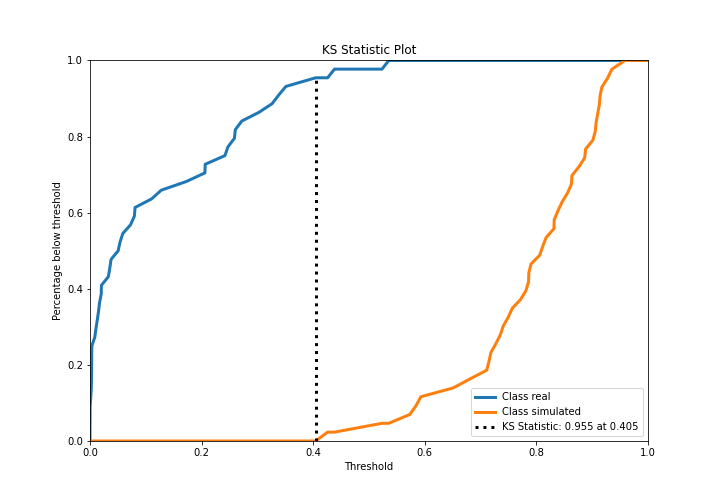 KS Statistic Plot
Percentage below threshold
1.0
0.8
0.6
0.4
0.2
0.0
0.0 0.2 0.4 0.6 0.8 1.0
Threshold
Class real
Class simulated
KS Statistic: 0.955 at 0.405